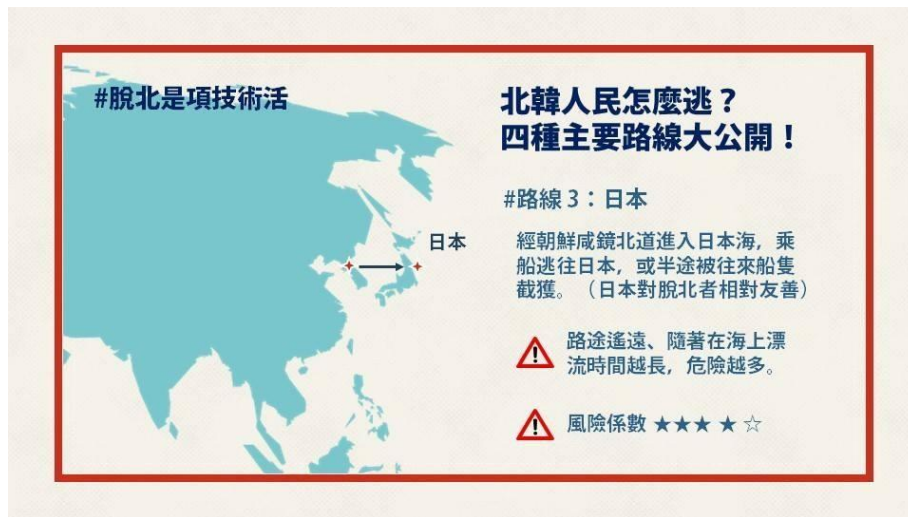 #脫北是項技術活
北韓人民怎麼逃？
四種主要路線大公開！
#路線 3：日本
日本
經朝鮮咸鏡北道進入日本海，乘
船逃往日本，或半途被往來船隻
截獲。（日本對脫北者相對友善）
路途遙遠、隨著在海上漂
流時間越長，危險越多。
風險係數 ★★★ ★ ☆